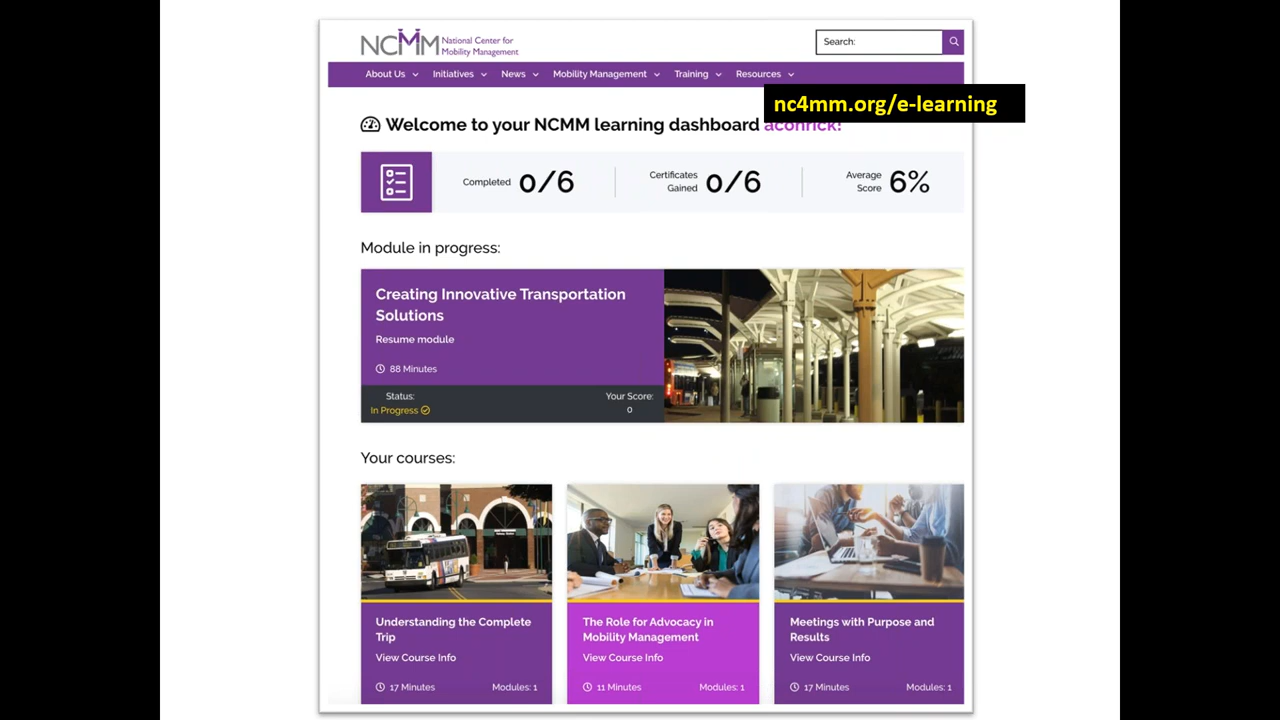 NCMM National Center for
Mobility Management
Search:
About Us Initiatives News Mobility Management Training Resources
nc4mm.org/e-learning
Welcome to your NCMM learning dashboard
Completed 0/6
Certificates
Gained 0/6
Average
Score 6%
Module in progress:
Creating Innovative Transportation
Solutions
Resume module
88 Minutes
Status:
In Progress
Your Score:
0
Your courses:
Understanding the Complete
Trip
View Course Info
17 Minutes Modules: 1
The Role for Advocacy in
Mobility Management
View Course Info
11 Minutes Modules: 1
Meetings with Purpose and
Results
View Course Info
17 Minutes Modules: 1